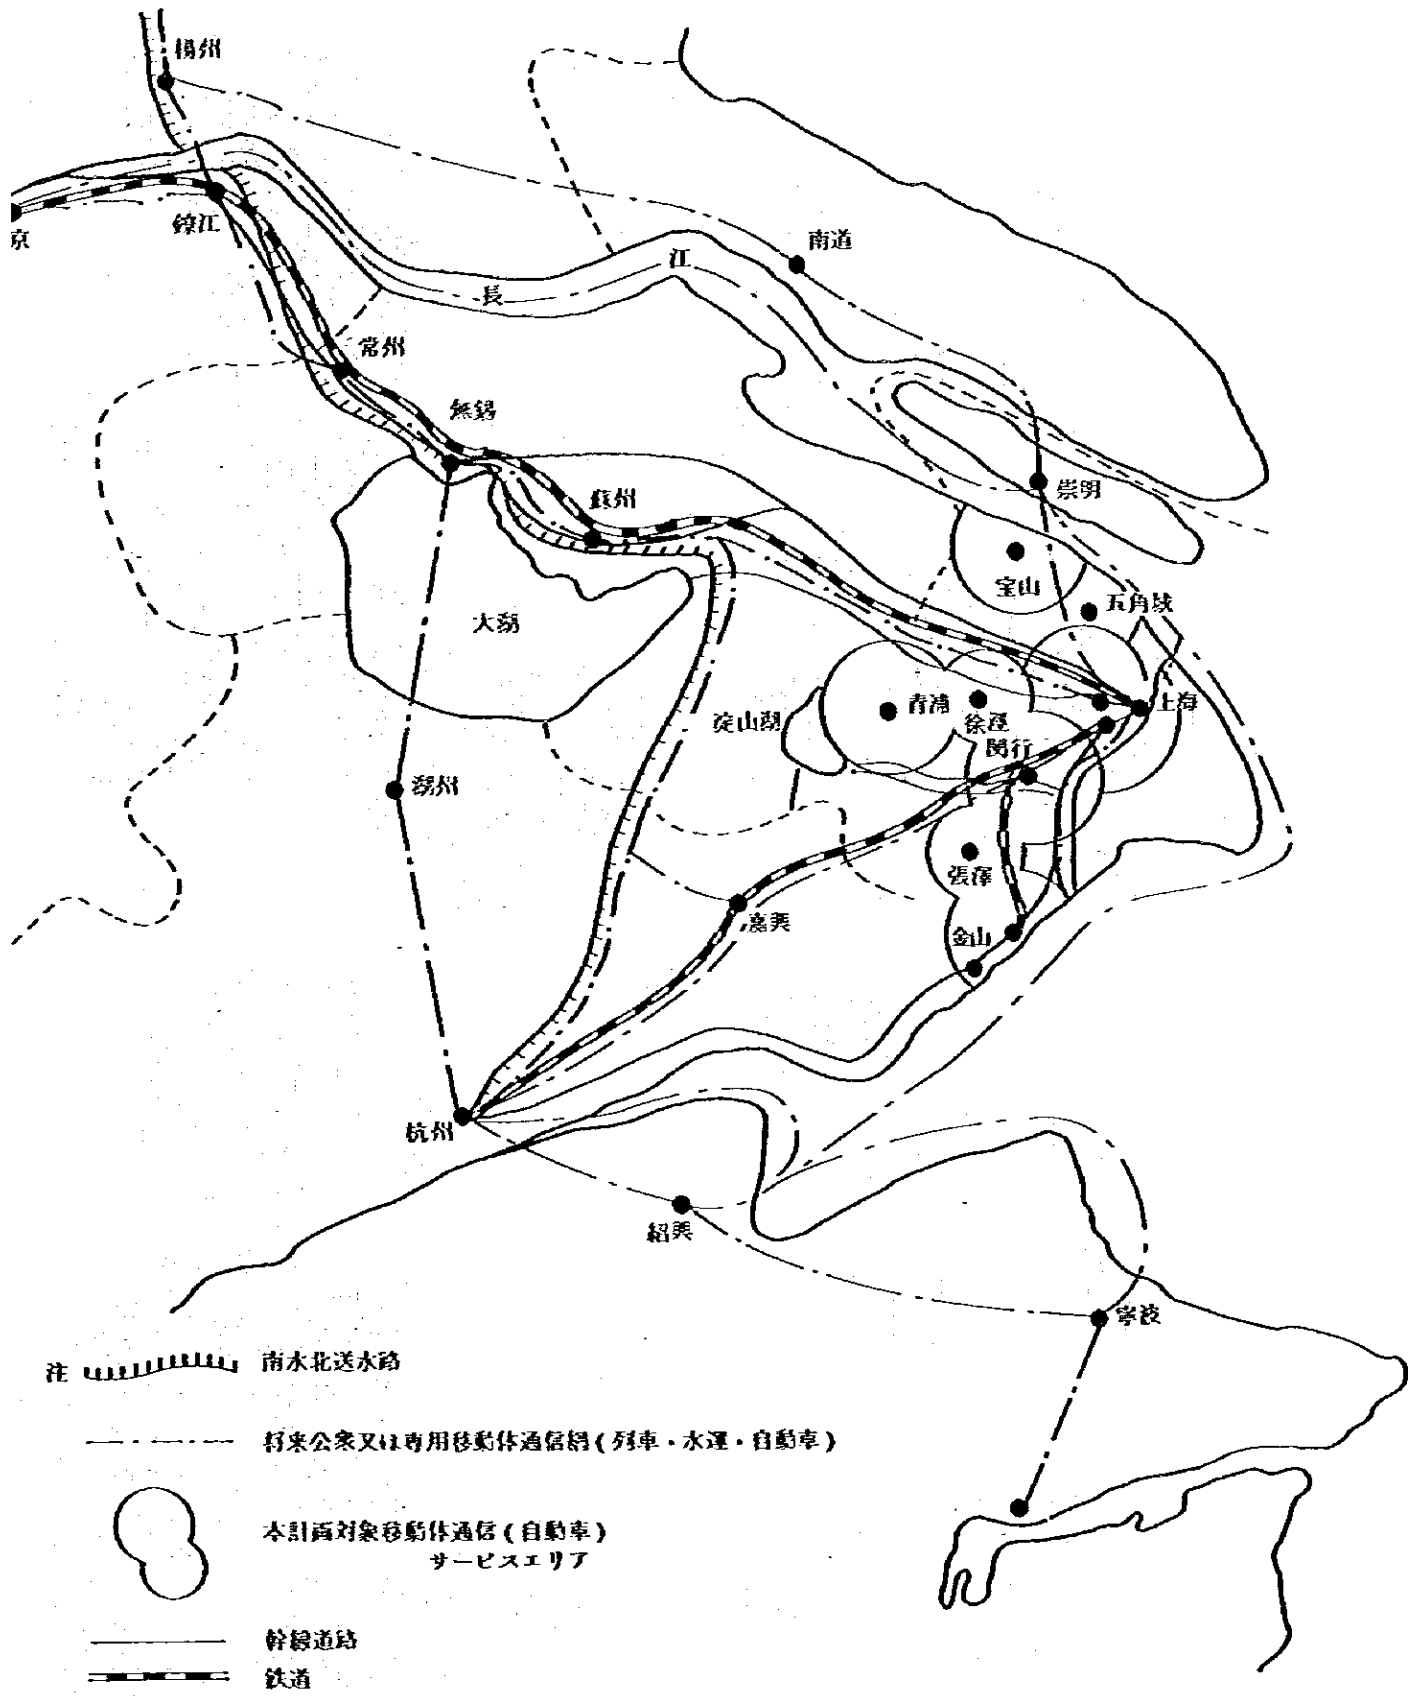 揚州
鎮江
京
南道
江
長
常州
無錫
蘇州
崇明
宝山
五角場
大湖
淀山湖
青浦
徐涇
上海
閔行
湖州
張澤
嘉興
金山
杭州
紹興
寧波
注 南水北送水路
将来公衆又は専用移動体通信網(列車・水運・自動車)
本計画対象移動体通信(自動車)
サービスエリア
幹線道路
鉄道